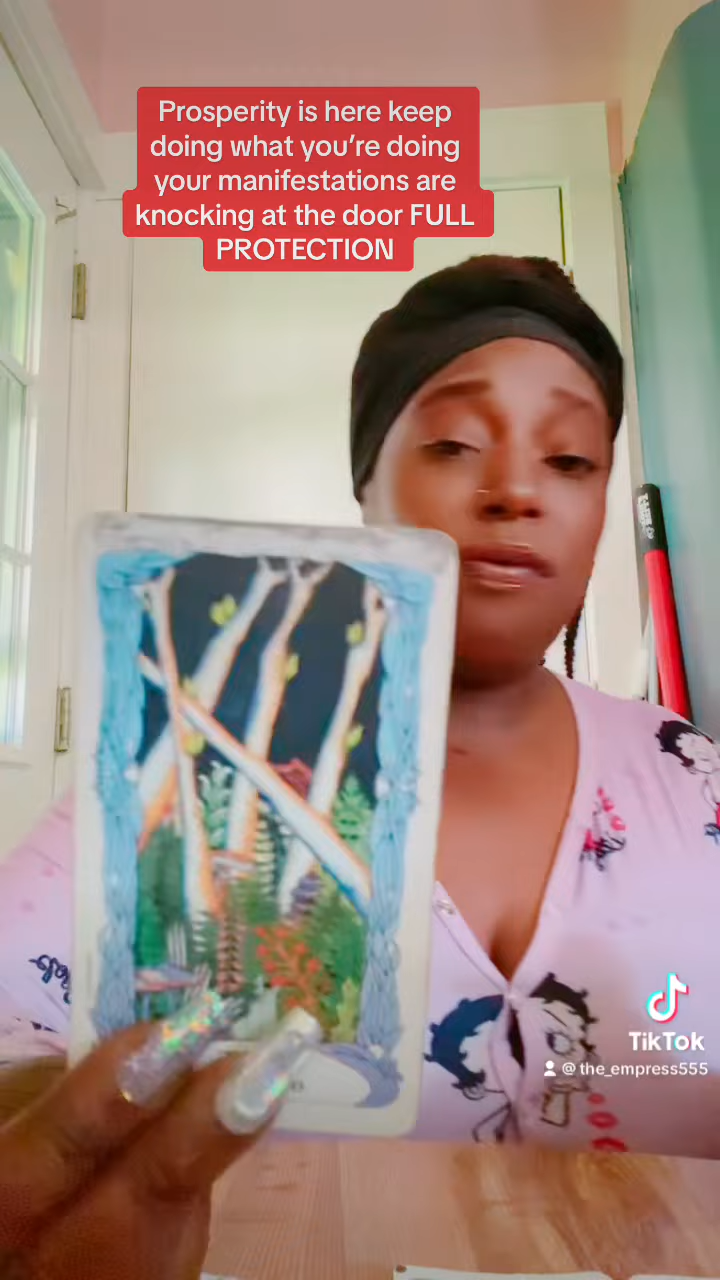 Prosperity is here keep
doing what you’re doing
your manifestations are
knocking at the door FULL
PROTECTION
TikTok
@the_empress555